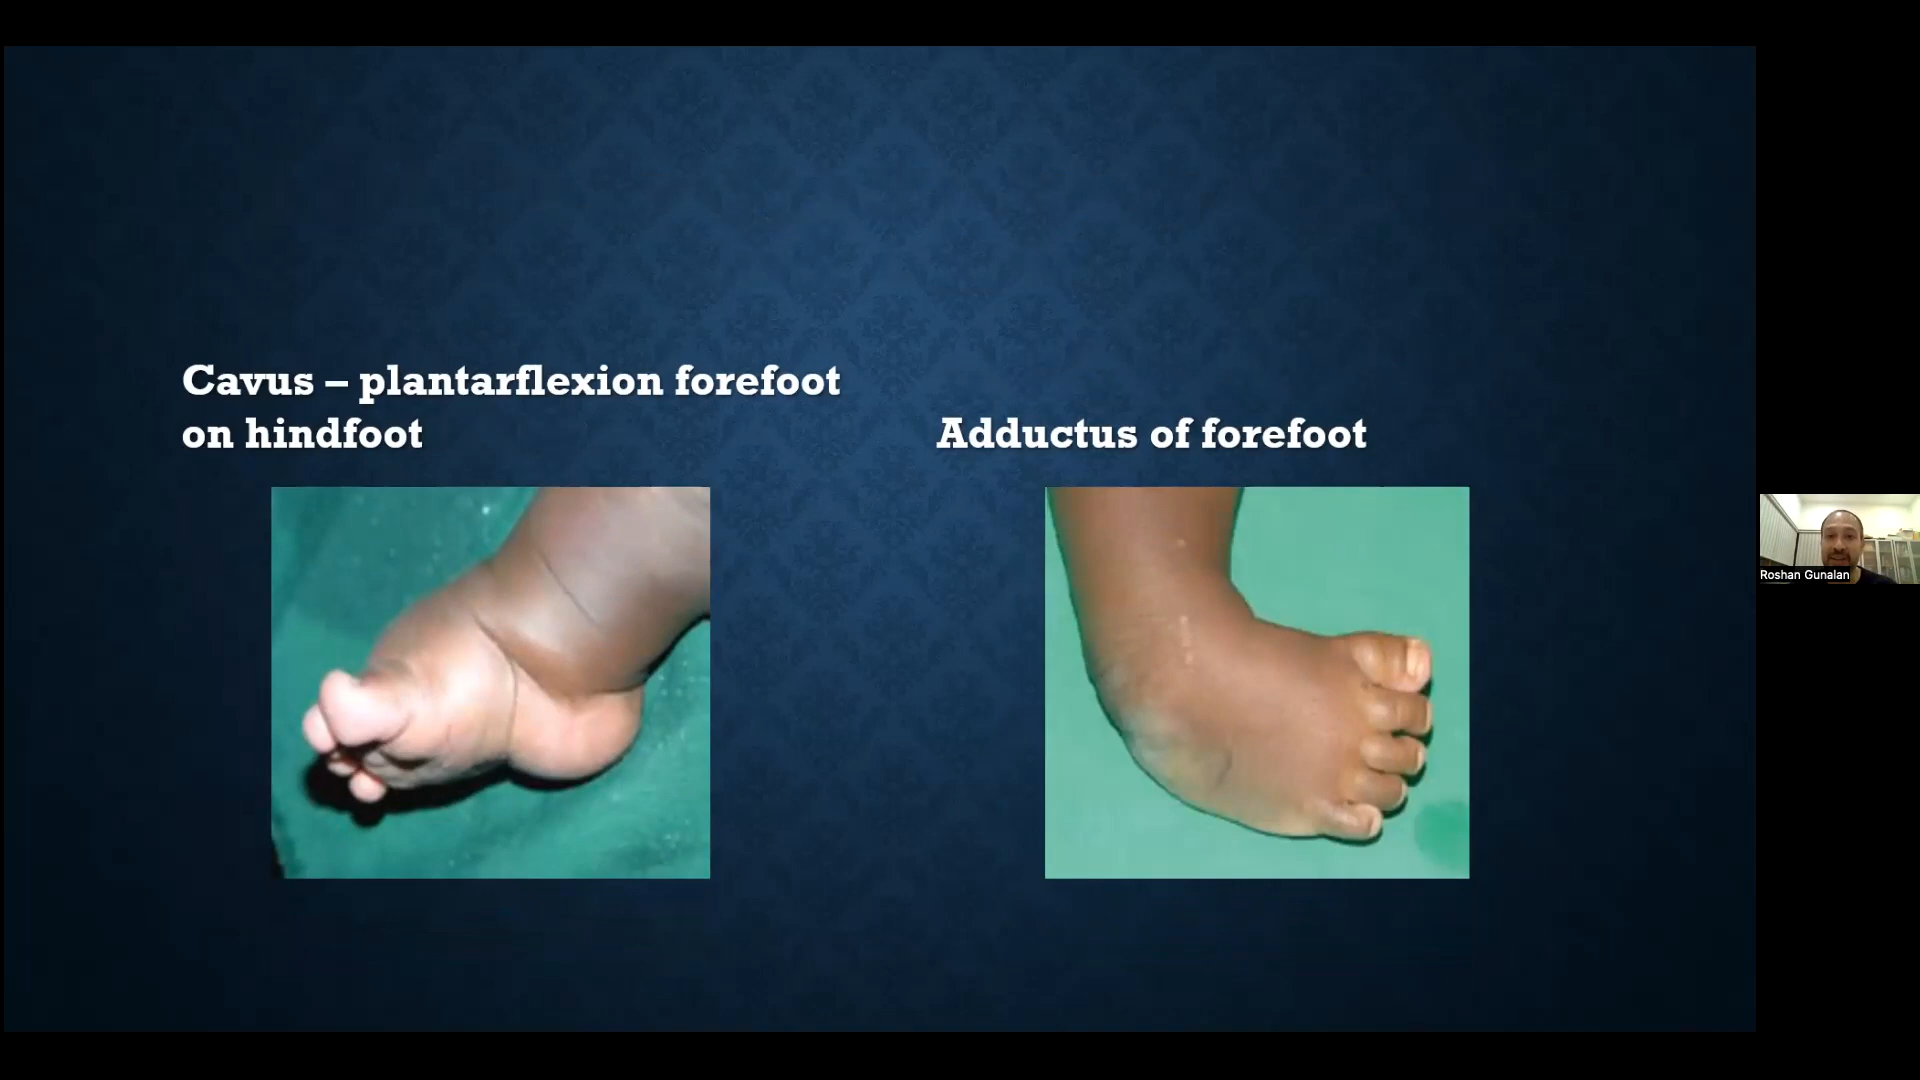 Cavus – plantarflexion forefoot
on hindfoot
Adductus of forefoot
Roshan Gunalan